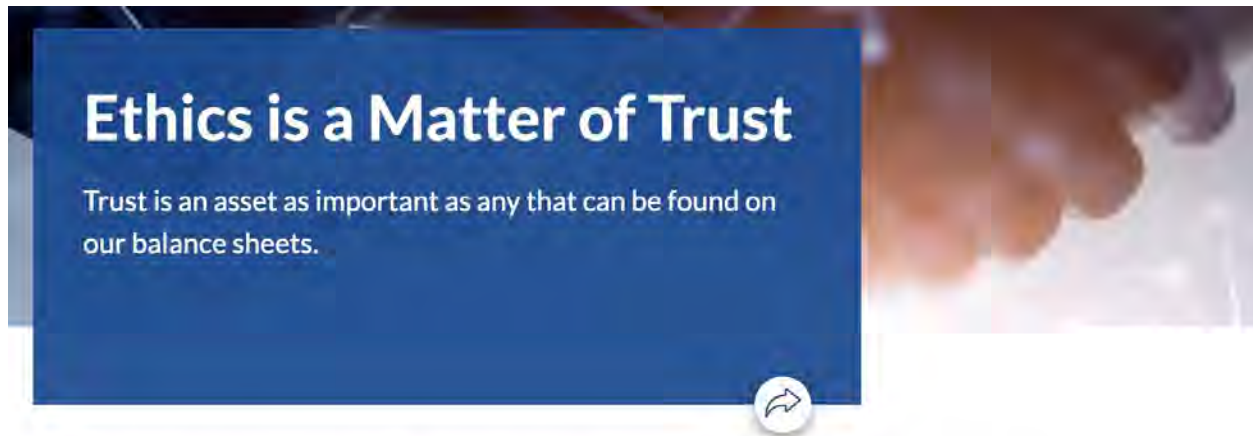 Ethics is a Matter of Trust
Trust is an asset as important as any that can be found on
our balance sheets.